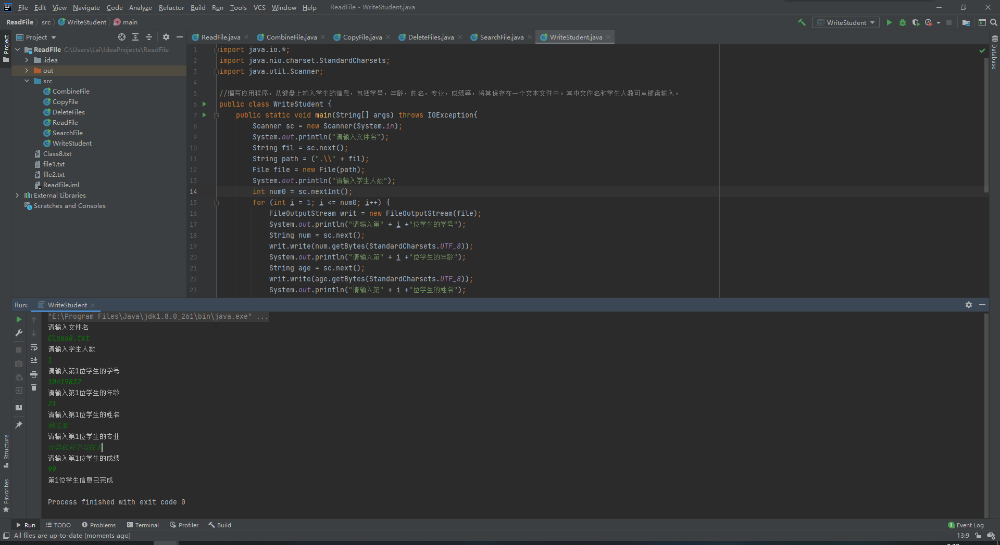 File Edit View Navigate Code Analyze Refactor Build Run Tools VCS Window Help ReadFile - WriteStudent.java
ReadFile src WriteStudent main
WriteStudent
Project
ReadFile.java CombineFile.java CopyFile.java DeleteFiles.java SearchFile.java WriteStudent.java
Project
ReadFile C:\Users\Lai\IdeaProjects\ReadFile
.idea
out
src
CombineFile
CopyFile
DeleteFiles
ReadFile
SearchFile
WriteStudent
Class8.txt
file1.txt
file2.txt
ReadFile.iml
External Libraries
Scratches and Consoles
1 import java.io.*;
2 import java.nio.charset.StandardCharsets;
3 import java.util.Scanner;
4
5 //编写应用程序，从键盘上输入学生的信息，包括学号，年龄，姓名，专业，成绩等，将其保存在一个文本文件中。其中文件名和学生人数可从键盘输入。
6 public class WriteStudent {
7 public static void main(String[] args) throws IOException{
8 Scanner sc = new Scanner(System.in);
9 System.out.println("请输入文件名");
10 String fil = sc.next();
11 String path = (".\\" + fil);
12 File file = new File(path);
13 System.out.println("请输入学生人数");
14 int num0 = sc.nextInt();
15 for (int i = 1; i <= num0; i++) {
16 FileOutputStream writ = new FileOutputStream(file);
17 System.out.println("请输入第" + i +"位学生的学号");
18 String num = sc.next();
19 writ.write(num.getBytes(StandardCharsets.UTF_8));
20 System.out.println("请输入第" + i +"位学生的年龄");
21 String age = sc.next();
22 writ.write(age.getBytes(StandardCharsets.UTF_8));
23 System.out.println("请输入第" + i +"位学生的姓名");
Database
Run: WriteStudent
"E:\Program Files\Java\jdk1.8.0_261\bin\java.exe" ...
请输入文件名
Class8.txt
请输入学生人数
1
请输入第1位学生的学号
10419832
请输入第1位学生的年龄
21
请输入第1位学生的姓名
赖志豪
请输入第1位学生的专业
计算机科学与技术
请输入第1位学生的成绩
99
第1位学生信息已完成
Process finished with exit code 0
Structure
Favorites
Run TODO Problems Terminal Profiler Build 1 Event Log
All files are up-to-date (moments ago) 13:9